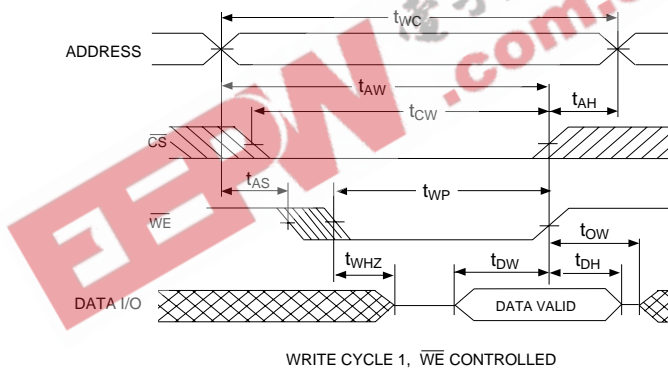 tWC
ADDRESS
tAW
tCW
tAH
CS
tAS
tWP
WE
tOW
tWHZ
tDW
tDH
DATA I/O
DATA VALID
WRITE CYCLE 1, WE CONTROLLED
EEPW.com.c